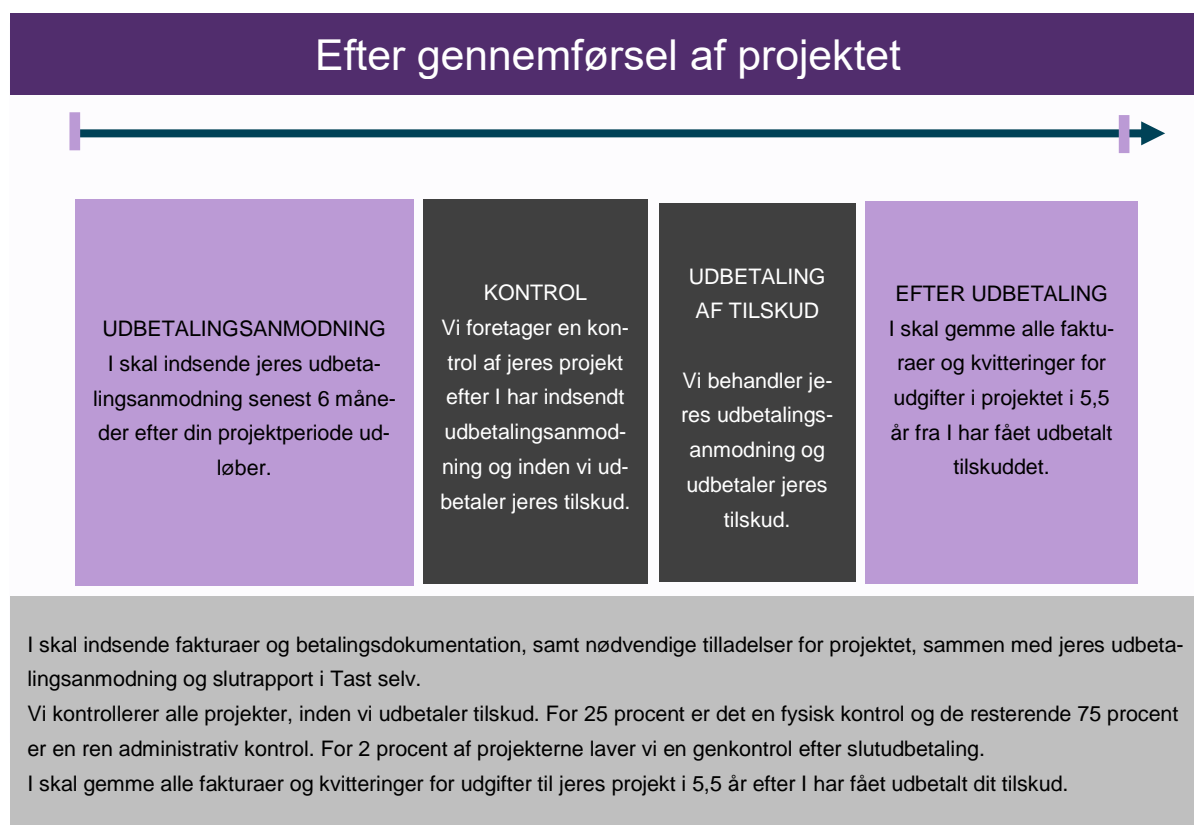 Efter gennemførsel af projektet
UDBETALINGSANMODNING
I skal indsende jeres udbeta-
lingsanmodning senest 6 måne-
der efter din projektperiode ud-
løber.
KONTROL
Vi foretager en kon-
trol af jeres projekt
efter I har indsendt
udbetalingsanmod-
ning og inden vi ud-
betaler jeres tilskud.
UDBETALING
AF TILSKUD
Vi behandler je-
res udbetalings-
anmodning og
udbetaler jeres
tilskud.
EFTER UDBETALING
I skal gemme alle faktu-
raer og kvitteringer for
udgifter i projektet i 5,5
år fra I har fået udbetalt
tilskuddet.
I skal indsende fakturaer og betalingsdokumentation, samt nødvendige tilladelser for projektet, sammen med jeres udbeta-
lingsanmodning og slutrapport i Tast selv.
Vi kontrollerer alle projekter, inden vi udbetaler tilskud. For 25 procent er det en fysisk kontrol og de resterende 75 procent
er en ren administrativ kontrol. For 2 procent af projekterne laver vi en genkontrol efter slutudbetaling.
I skal gemme alle fakturaer og kvitteringer for udgifter til jeres projekt i 5,5 år efter I har fået udbetalt dit tilskud.